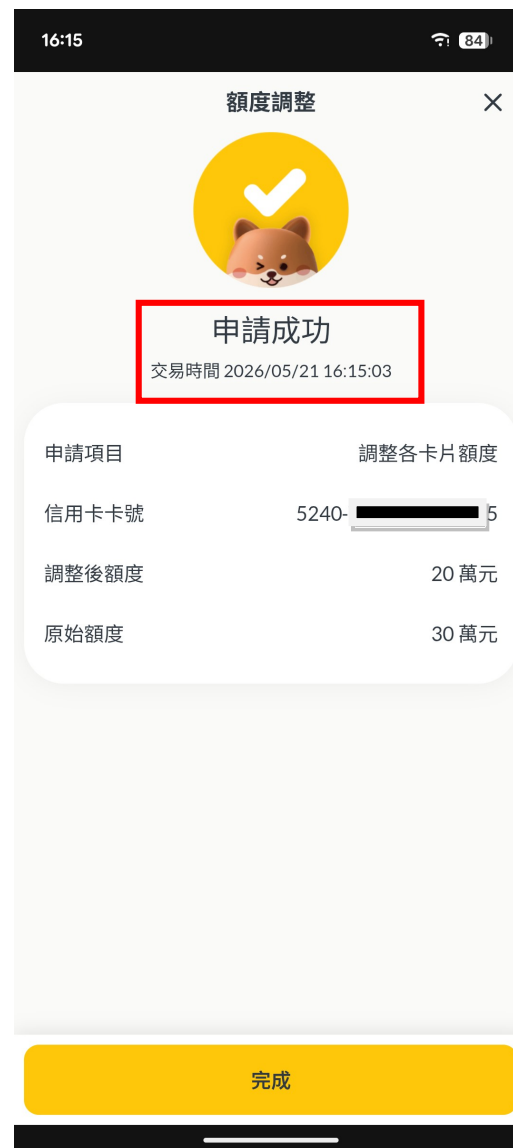 16:15
84
額度調整
申請成功
交易時間 2026/05/21 16:15:03
申請項目 調整各卡片額度
信用卡卡號 5240- 5
調整後額度 20 萬元
原始額度 30 萬元
完成